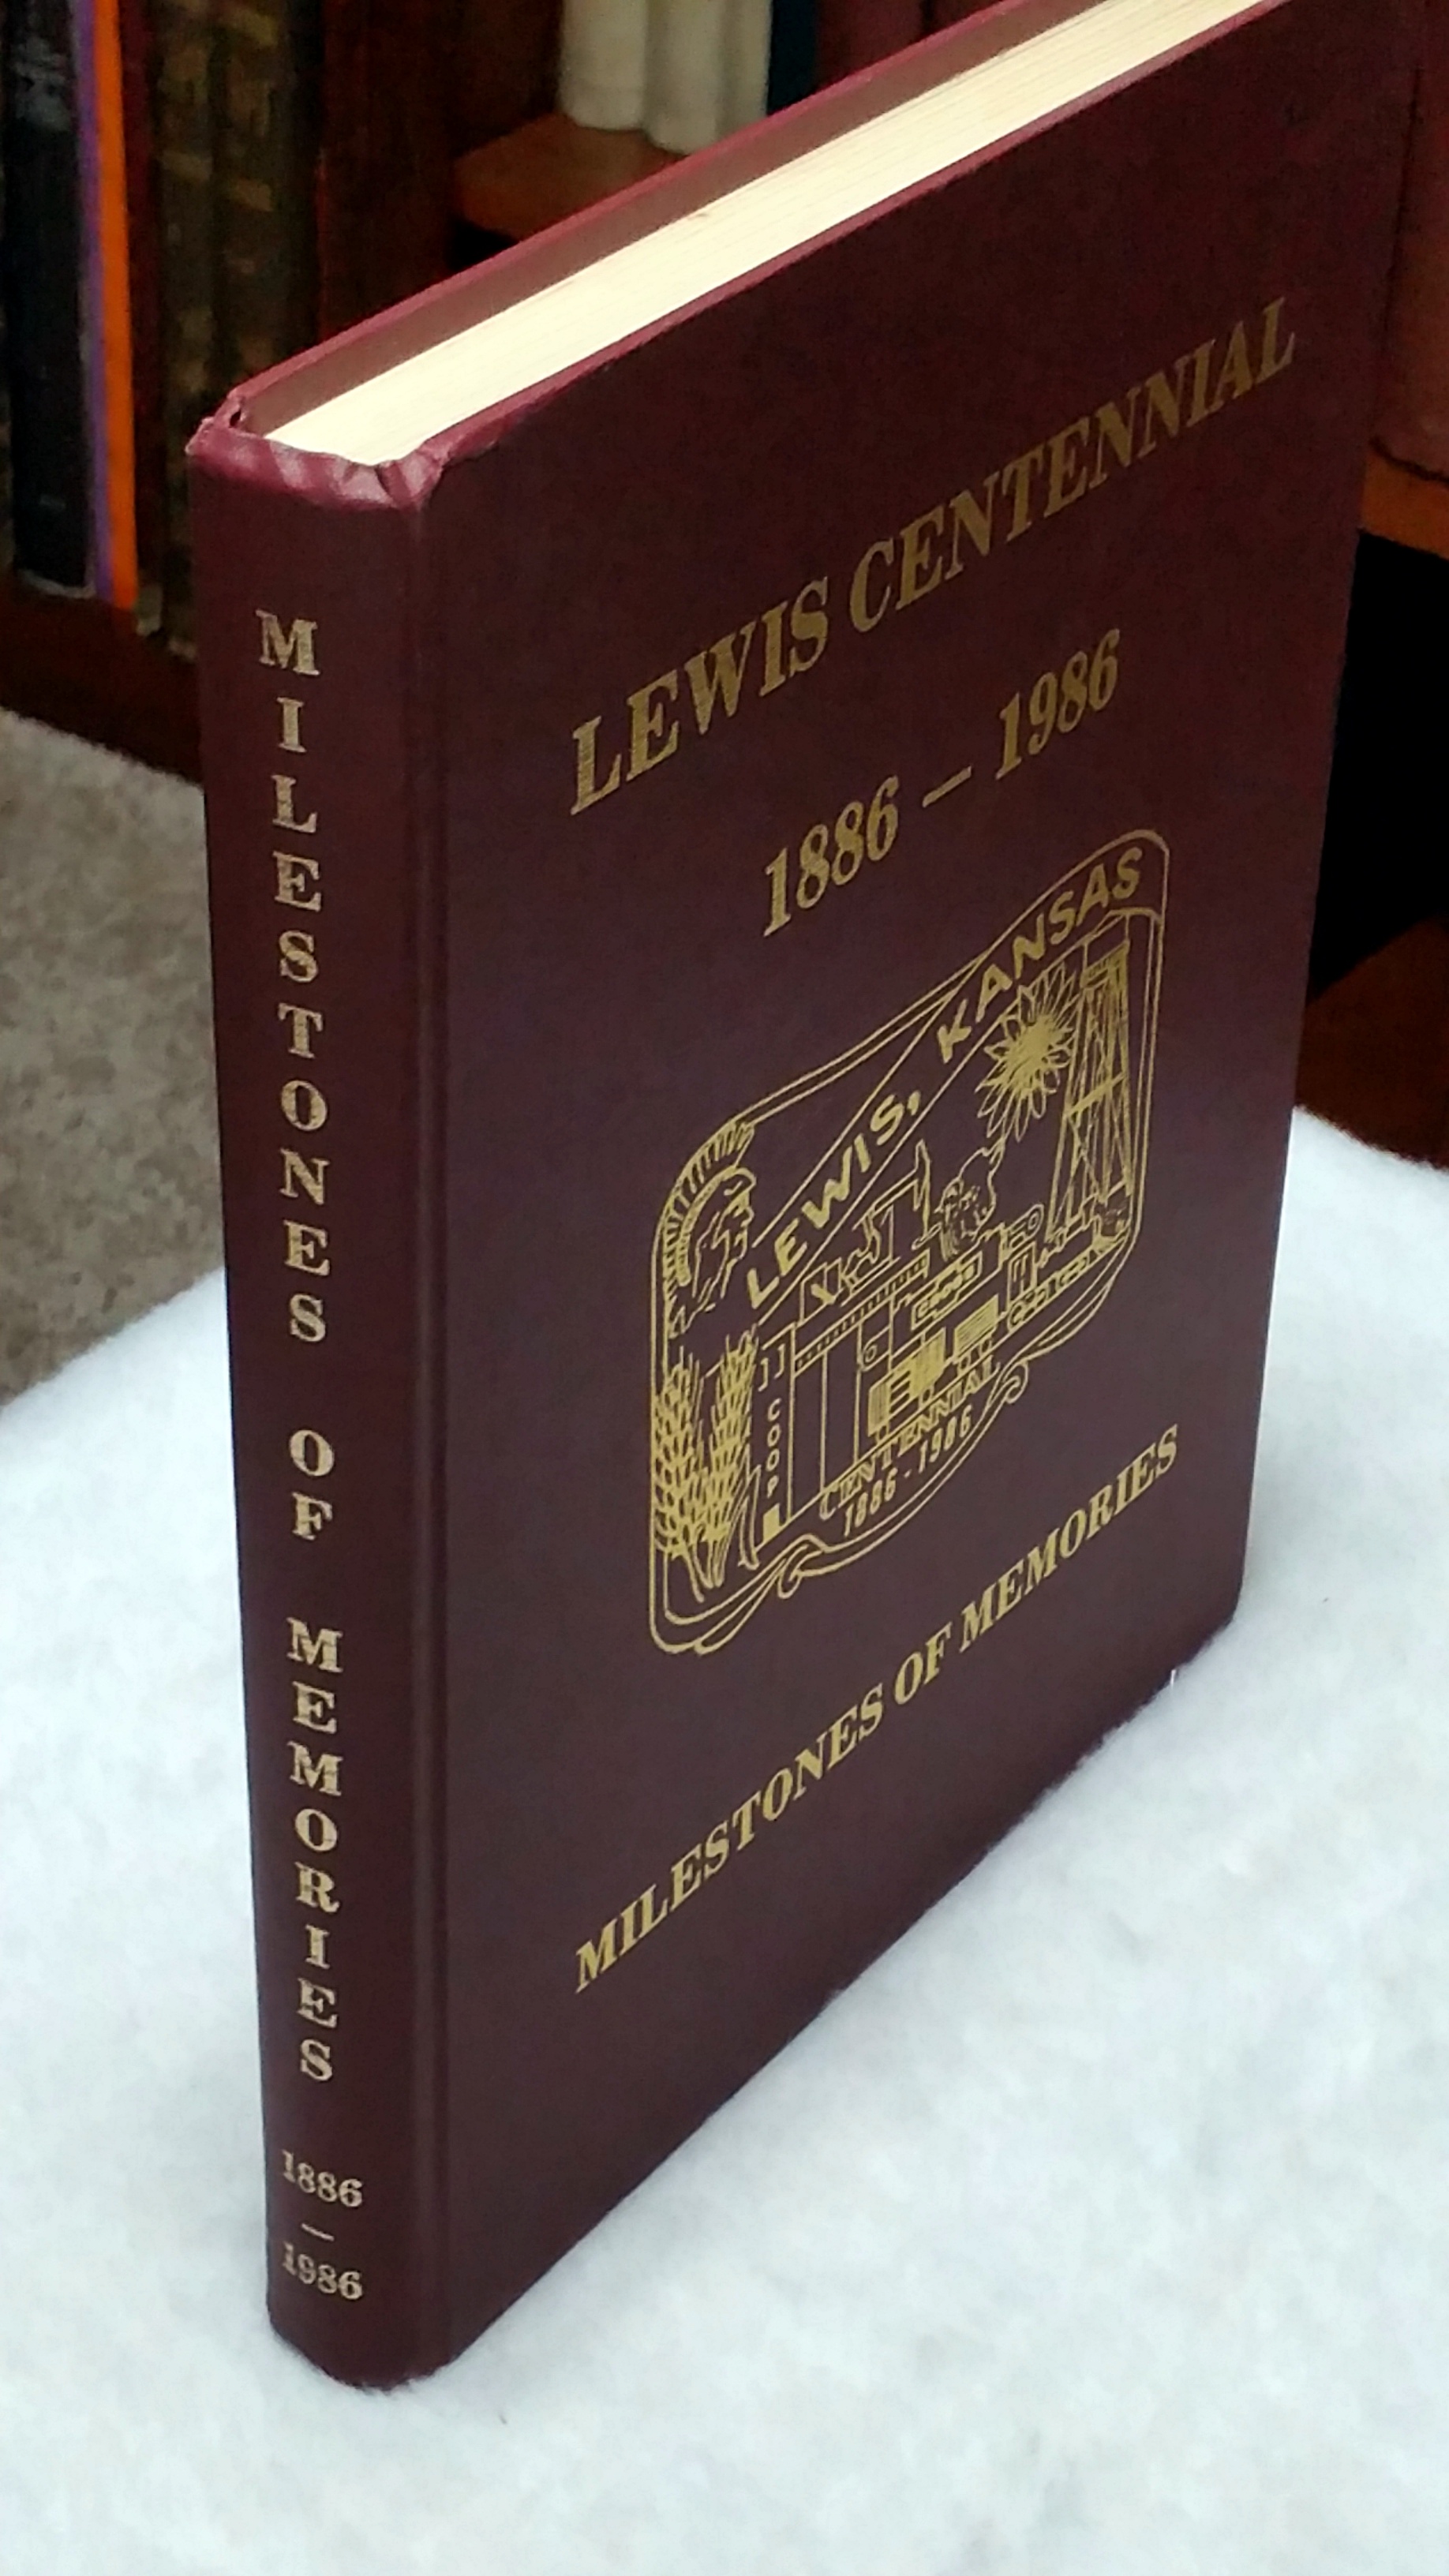 MILESTONES OF MEMORIES
1886
—
1986
LEWIS CENTENNIAL
1886 — 1986
LEWIS, KANSAS
COOP
CENTENNIAL
1886 - 1986
MILESTONES OF MEMORIES